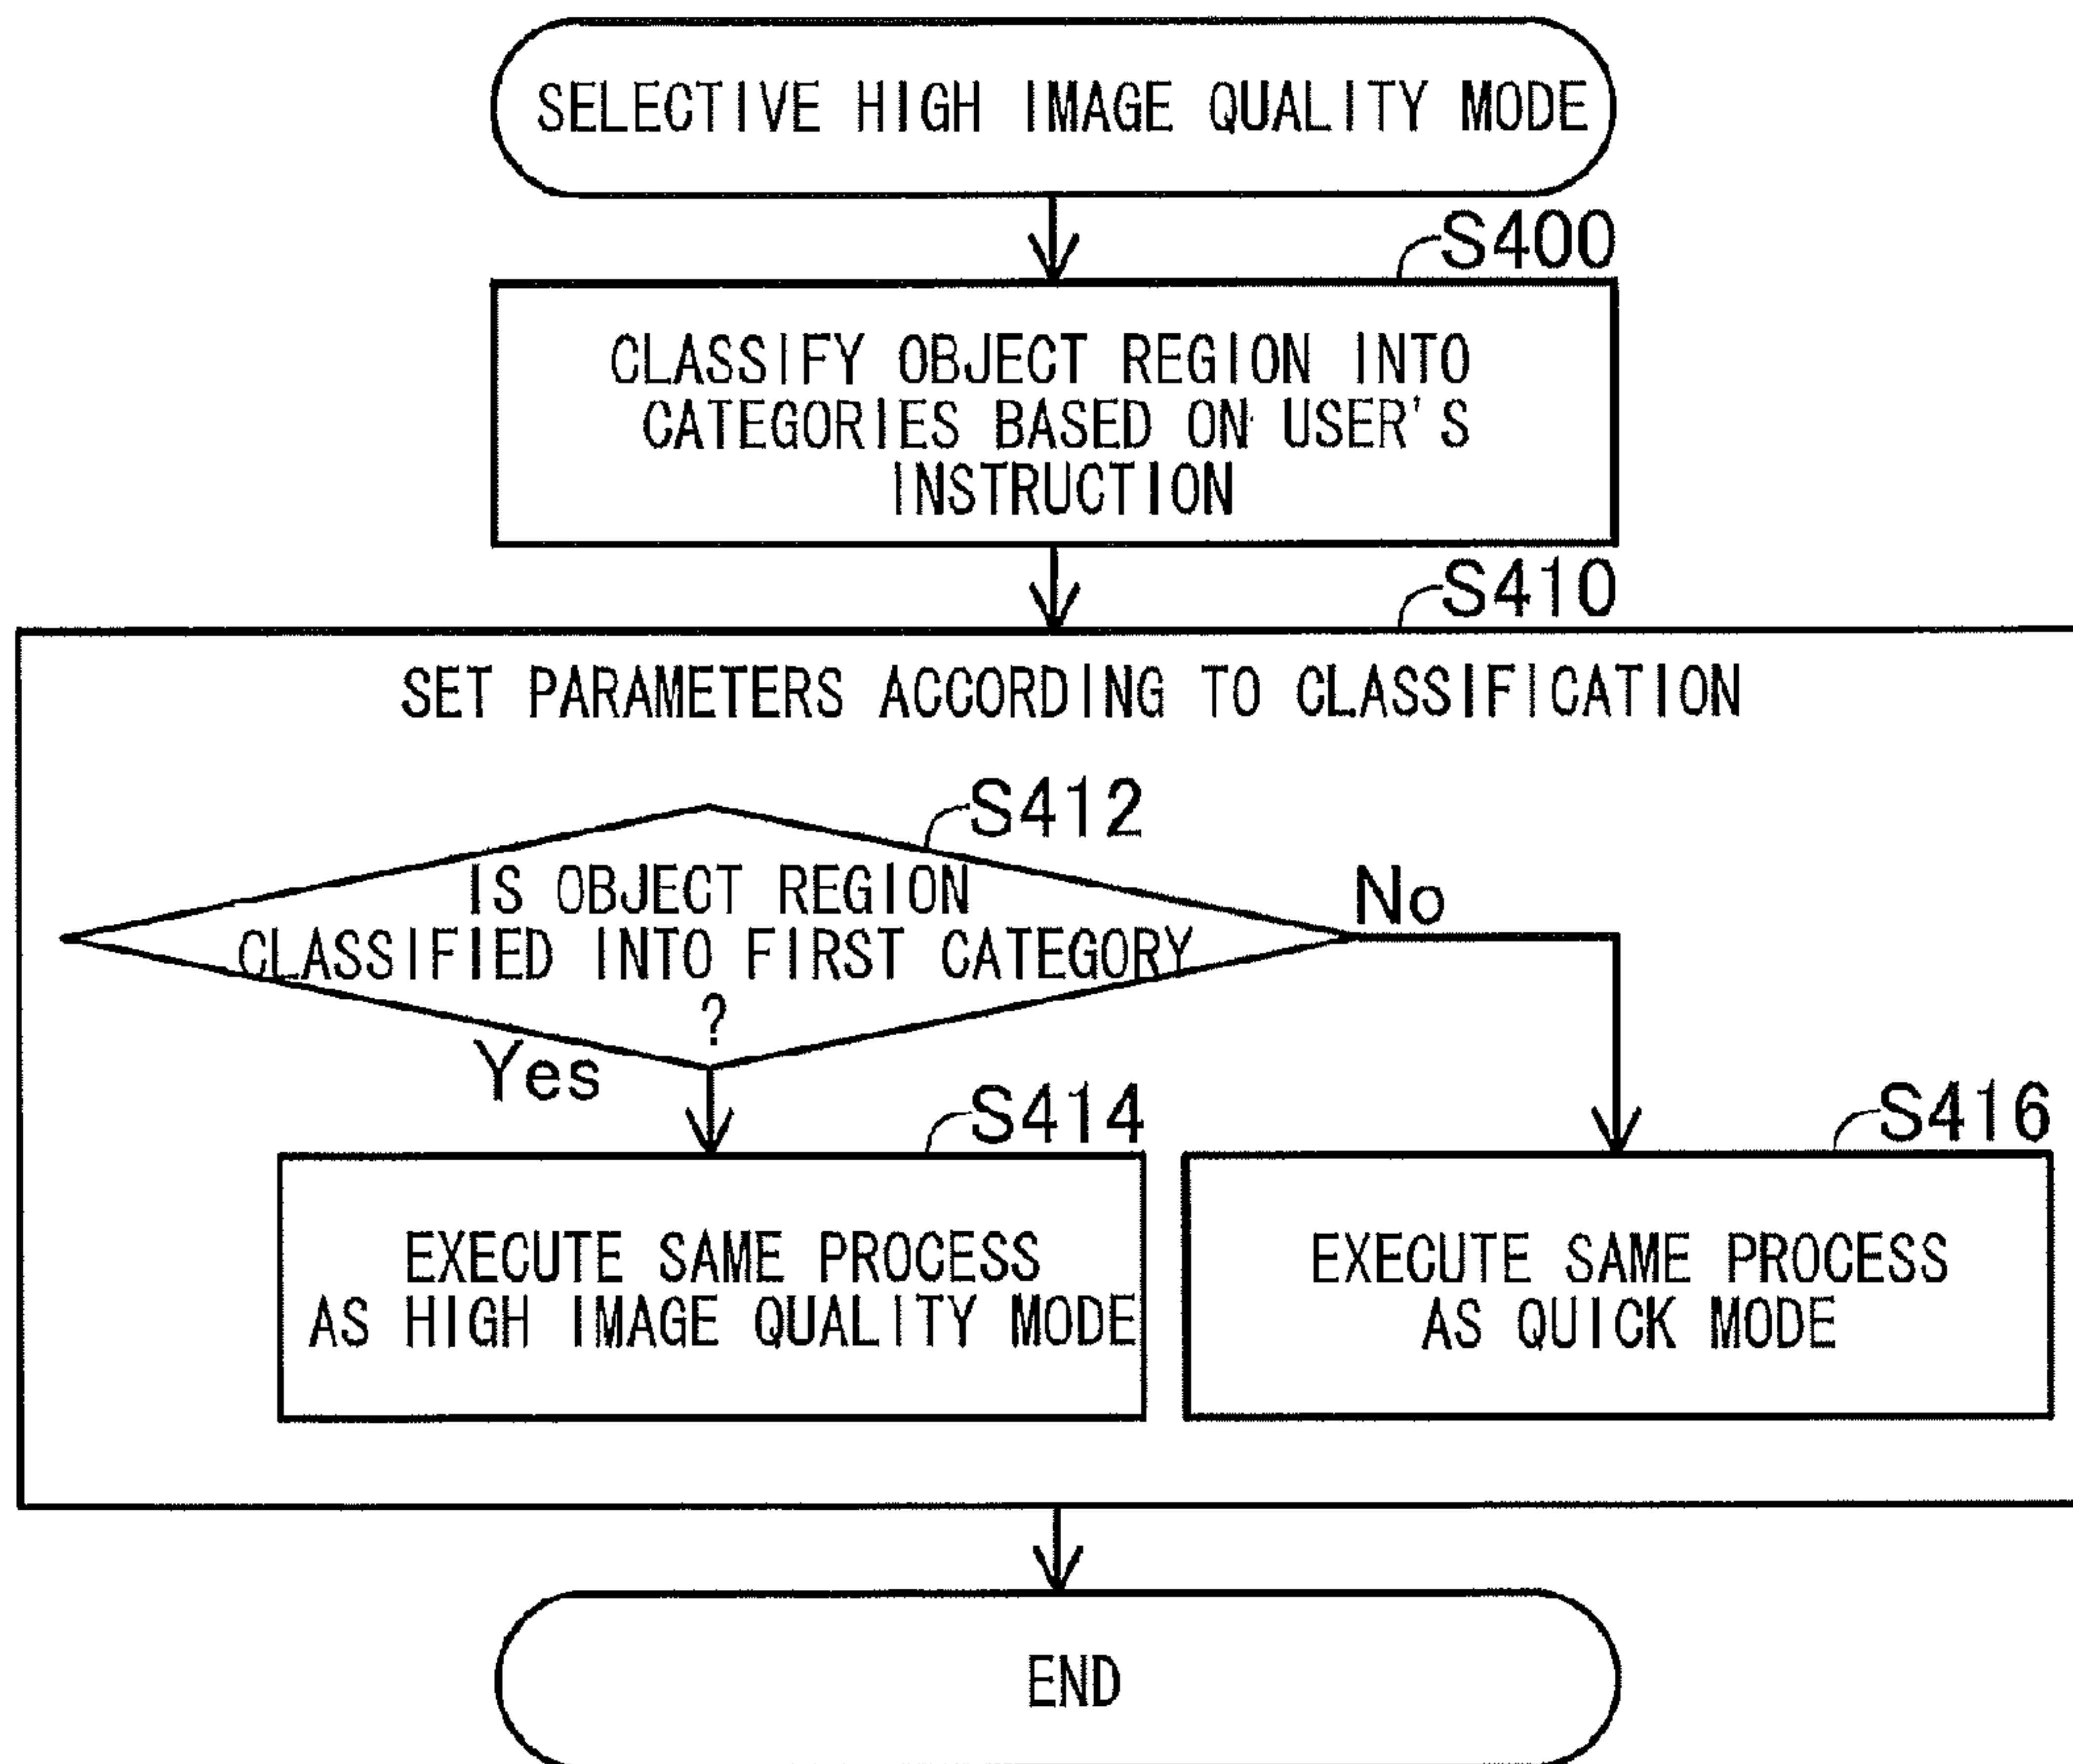 SELECTIVE HIGH IMAGE QUALITY MODE
S400
CLASSIFY OBJECT REGION INTO
CATEGORIES BASED ON USER'S
INSTRUCTION
S410
SET PARAMETERS ACCORDING TO CLASSIFICATION
S412
IS OBJECT REGION
CLASSIFIED INTO FIRST CATEGORY
?
No
Yes
S414
EXECUTE SAME PROCESS
AS HIGH IMAGE QUALITY MODE
S416
EXECUTE SAME PROCESS
AS QUICK MODE
END